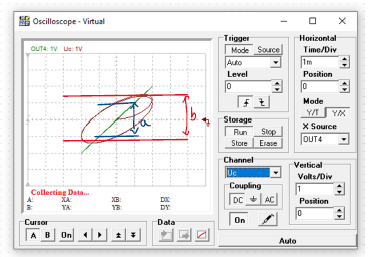 Oscilloscope - Virtual
OUT4: 1V Uc: 1V
a
b
Collecting Data...
A: XA: XB: DX:
B: YA: YB: DY:
Cursor
A B On
Data
Trigger
Mode Source
Auto
Level
0
Storage
Run Stop
Store Erase
Channel
Uc
Coupling
DC AC
On
Horizontal
Time/Div
1m
Position
0
Mode
Y/T Y/X
X Source
OUT4
Vertical
Volts/Div
1
Position
0
Auto